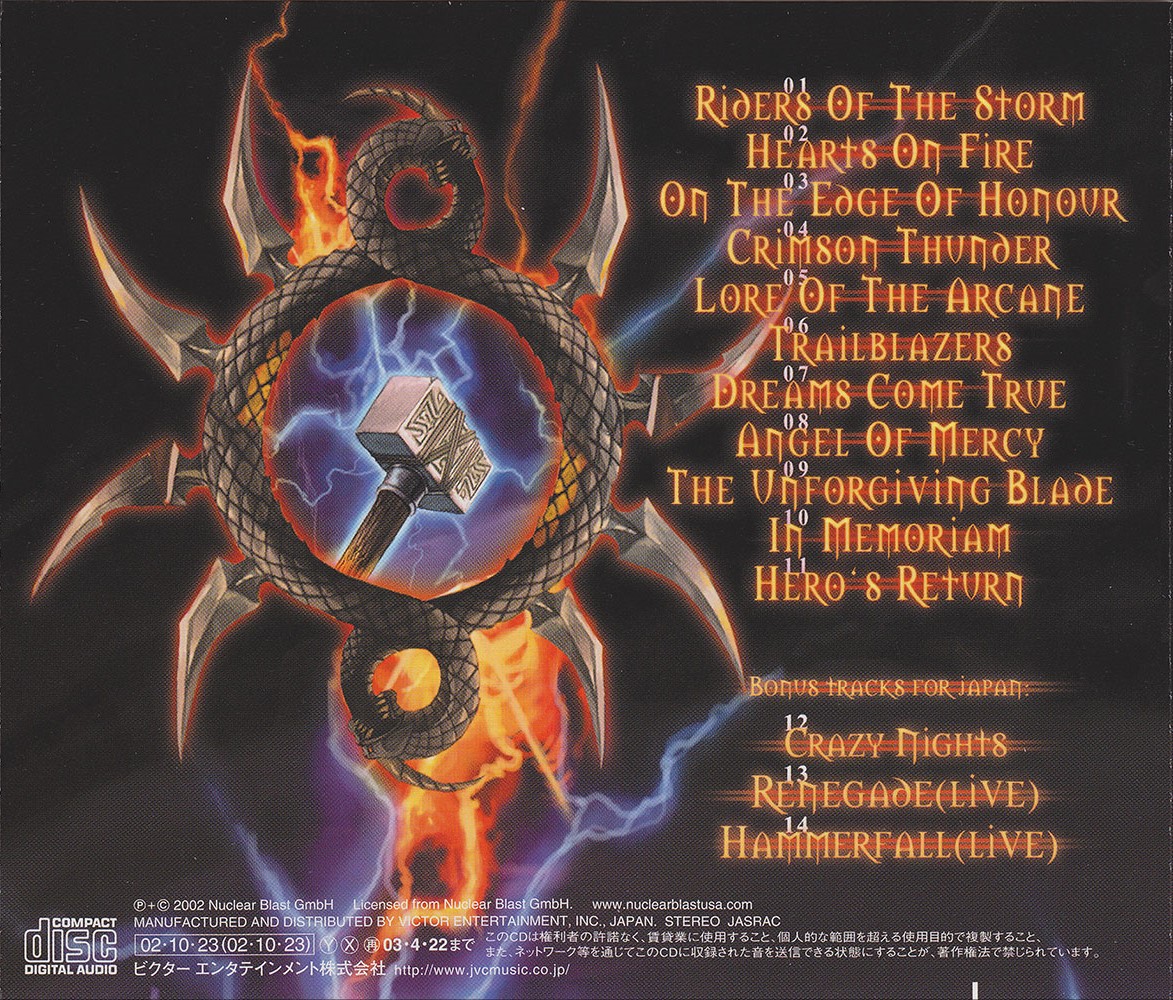 01
Riders Of The Storm
02
Hearts On Fire
03
On The Edge Of Honour
04
Crimson Thunder
05
Lore Of The Arcane
06
Trailblazers
07
Dreams Come True
08
Angel Of Mercy
09
The Unforgiving Blade
10
In Memoriam
11
Hero's Return
Bonus tracks for Japan:
12
Crazy Nights
13
Renegade(Live)
14
Hammerfall(Live)
COMPACT
disc
DIGITAL AUDIO
Ⓟ+Ⓒ 2002 Nuclear Blast GmbH Licensed from Nuclear Blast GmbH. www.nuclearblastusa.com
MANUFACTURED AND DISTRIBUTED BY VICTOR ENTERTAINMENT, INC., JAPAN. STEREO JASRAC
02・10・23(02・10・23) Ⓨ Ⓧ ㊞03・4・22まで
ビクター エンタテインメント株式会社 http://www.jvcmusic.co.jp/
このCDは権利者の許諾なく、賃貸業に使用すること、個人的な範囲を超える使用目的で複製すること、
また、ネットワーク等を通じてこのCDに収録された音を送信できる状態にすることが、著作権法で禁じられています。